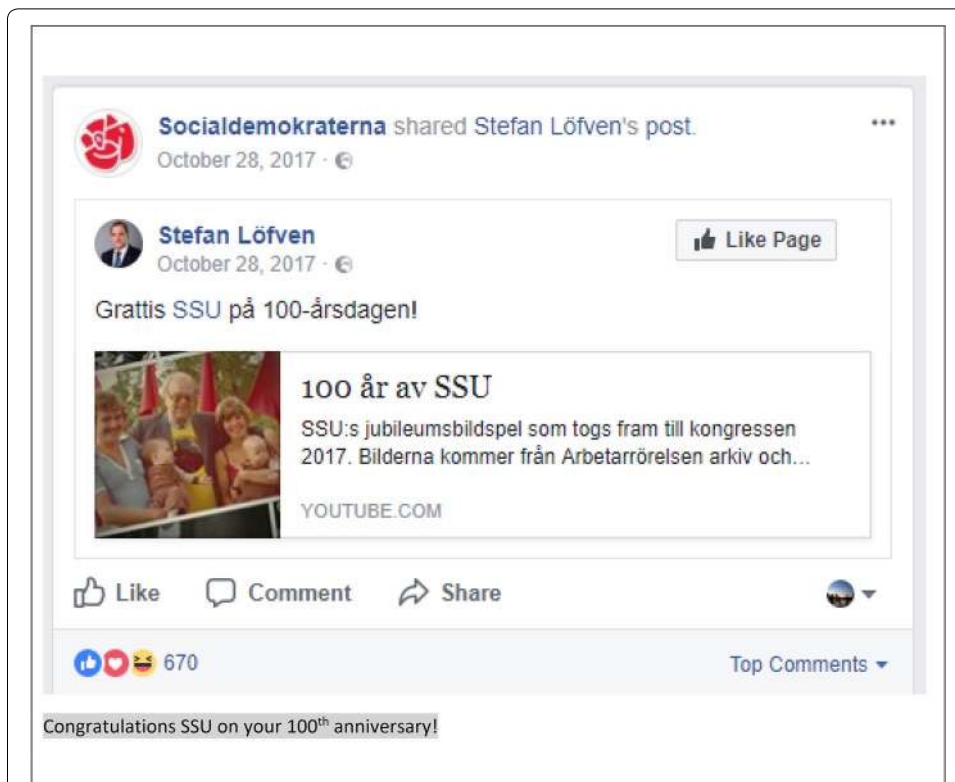 Socialdemokraterna shared Stefan Löfven's post.
October 28, 2017 ·
Stefan Löfven
October 28, 2017 ·
Like Page
Grattis SSU på 100-årsdagen!
100 år av SSU
SSU:s jubileumsbildspel som togs fram till kongressen
2017. Bilderna kommer från Arbetarrörelsen arkiv och...
YOUTUBE.COM
Like Comment Share
670 Top Comments
Congratulations SSU on your 100th anniversary!